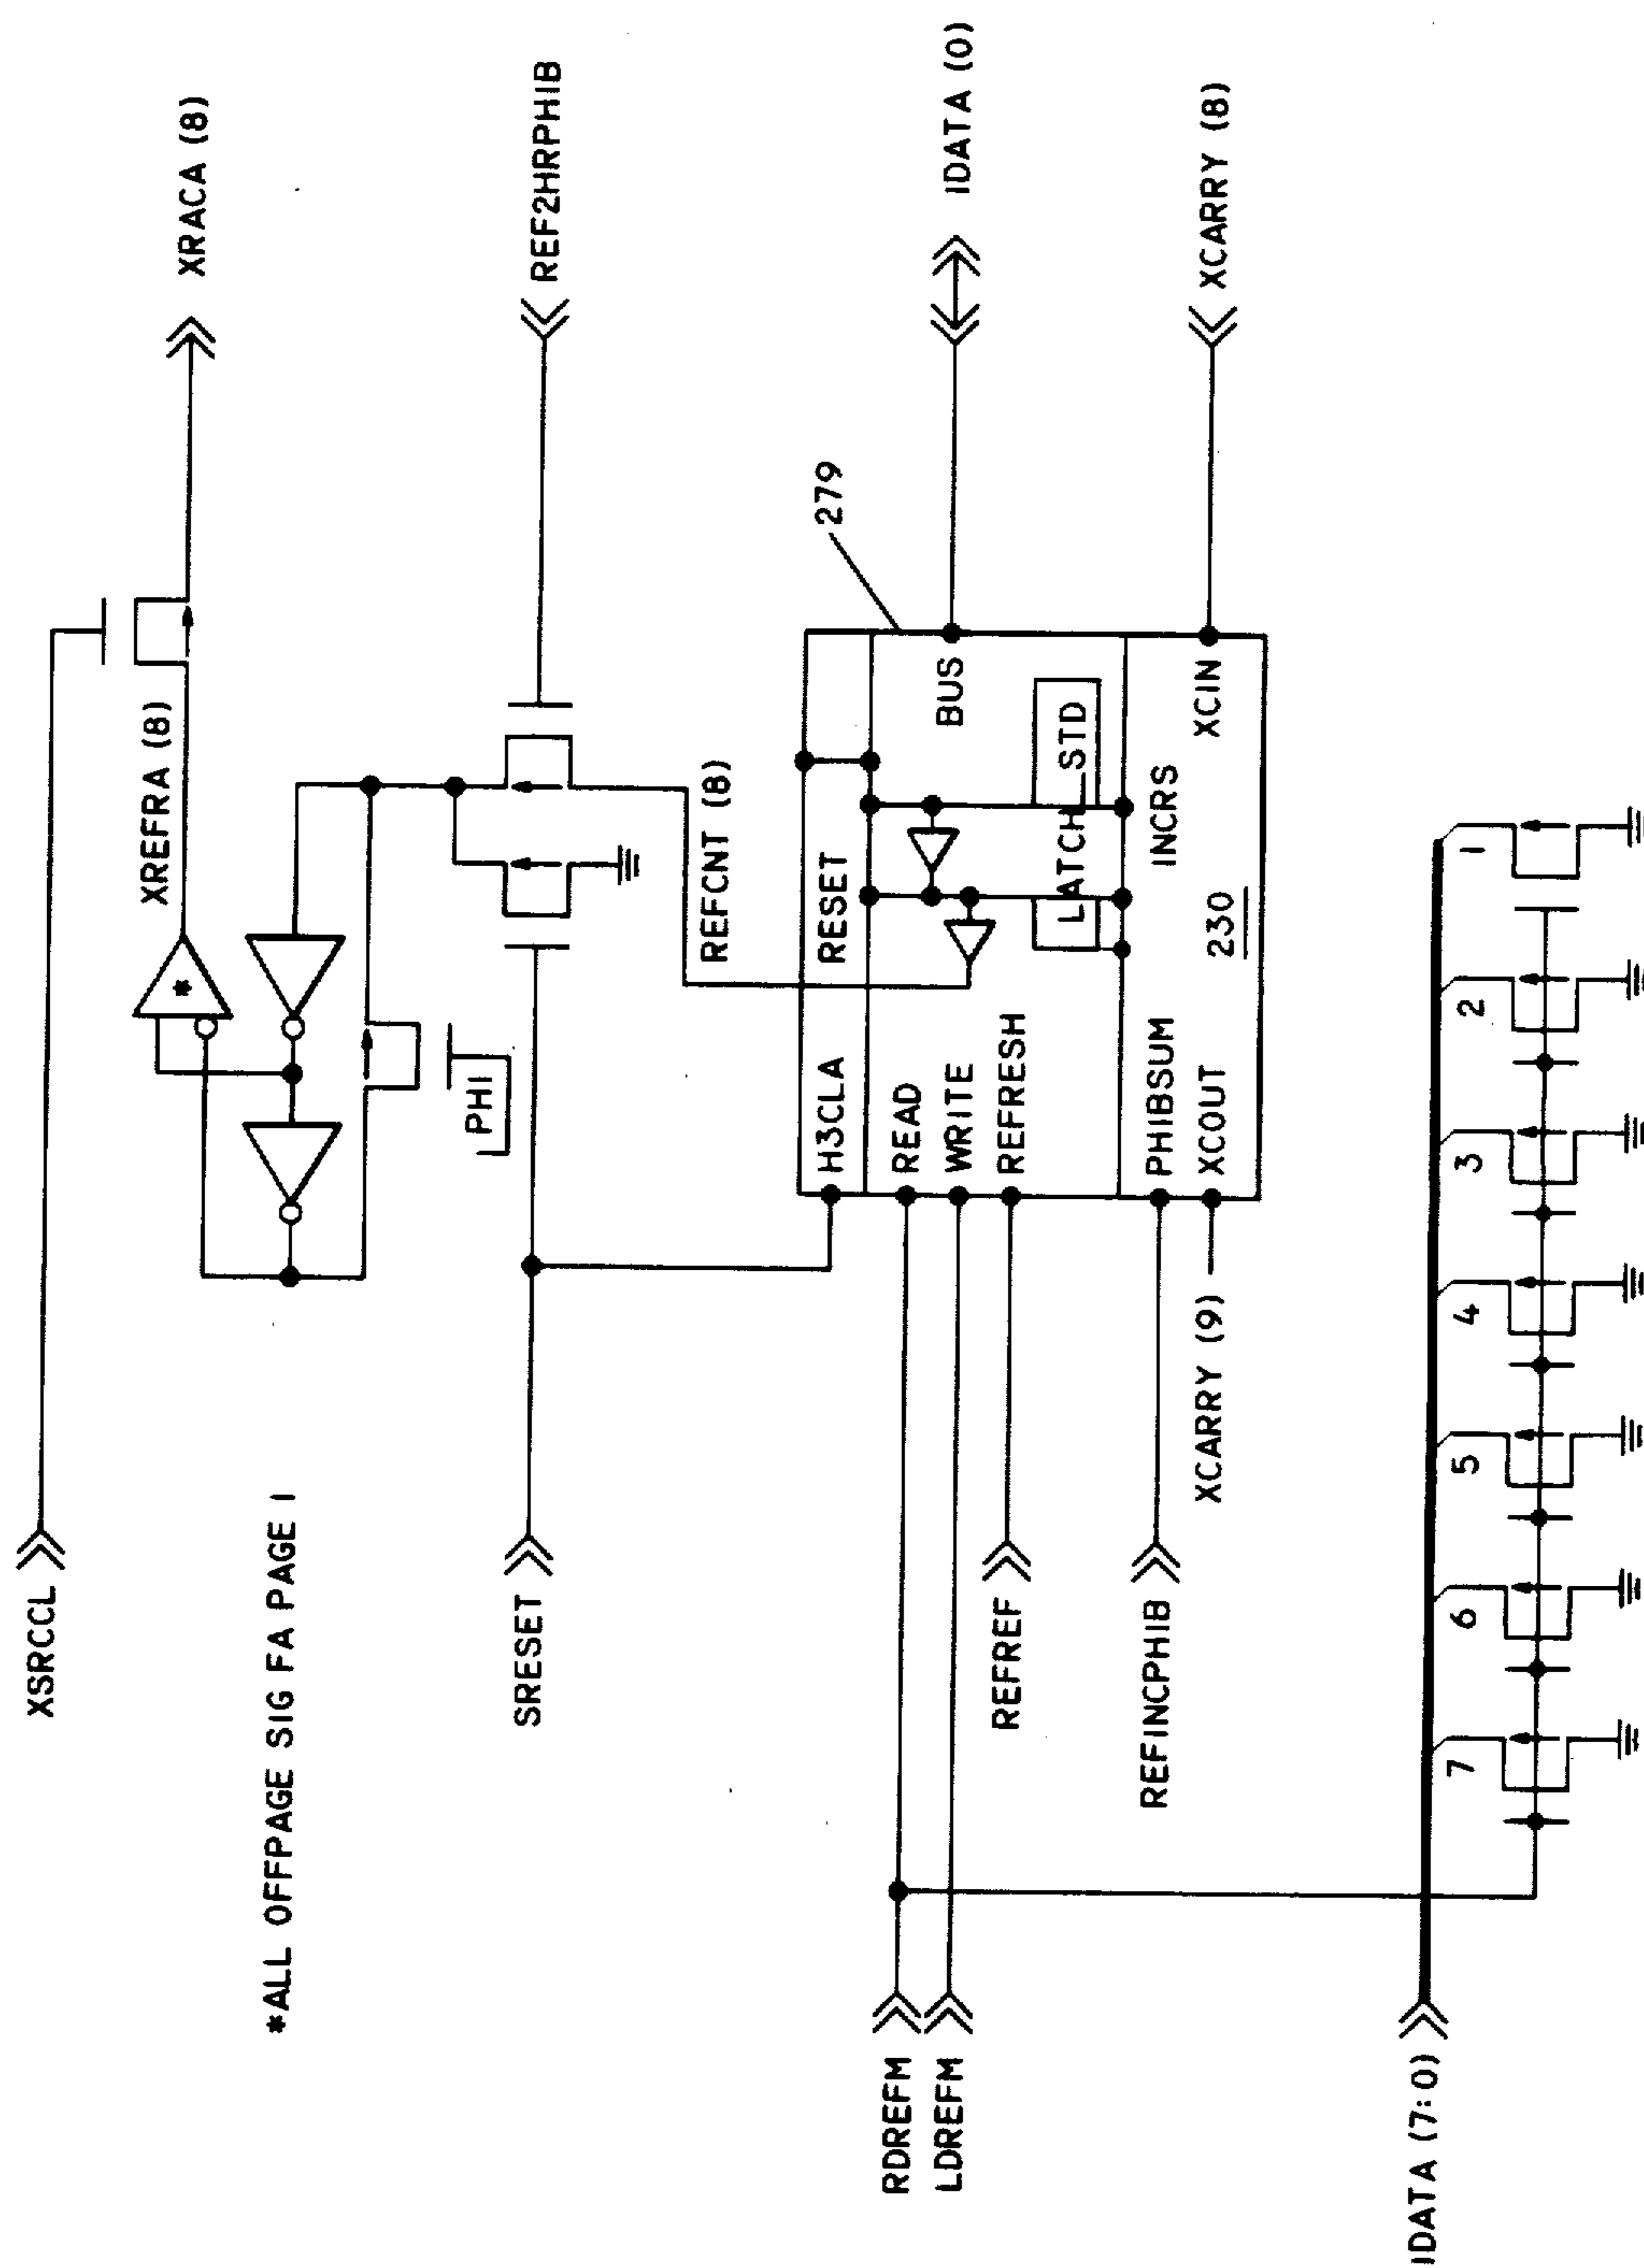 XSRCCL
XRACA (8)
XREFRA (8)
*
*ALL OFFPAGE SIG FA PAGE 1
PHI
REF2HRPHIB
SRESET
REFCNT (8)
279
H3CLA
RESET
READ
BUS
IDATA (0)
WRITE
REFRESH
LATCH_STD
RDREFM
LDREFM
REFREF
REFINCPHIB
PHIBSUM
INCRS
XCARRY (9)
XCOUT
230
XCIN
XCARRY (8)
IDATA (7:0)
7
6
5
4
3
2
1